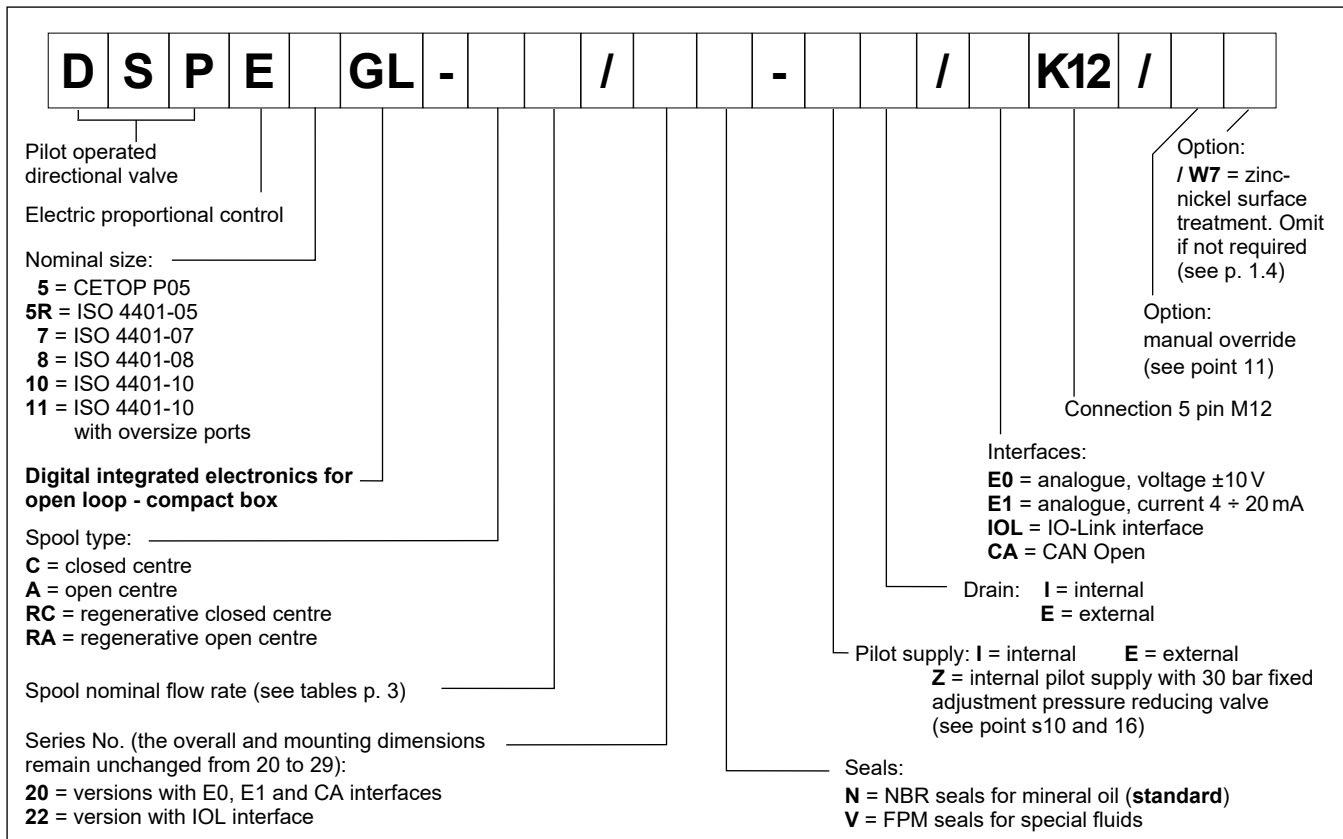 D S P E GL - / - / K12 /
Pilot operated
directional valve
Electric proportional control
Nominal size:
5 = CETOP P05
5R = ISO 4401-05
7 = ISO 4401-07
8 = ISO 4401-08
10 = ISO 4401-10
11 = ISO 4401-10
with oversize ports
Digital integrated electronics for
open loop - compact box
Spool type:
C = closed centre
A = open centre
RC = regenerative closed centre
RA = regenerative open centre
Spool nominal flow rate (see tables p. 3)
Series No. (the overall and mounting dimensions
remain unchanged from 20 to 29):
20 = versions with E0, E1 and CA interfaces
22 = version with IOL interface
Option:
/ W7 = zinc-
nickel surface
treatment. Omit
if not required
(see p. 1.4)
Option:
manual override
(see point 11)
Connection 5 pin M12
Interfaces:
E0 = analogue, voltage ±10 V
E1 = analogue, current 4 ÷ 20 mA
IOL = IO-Link interface
CA = CAN Open
Drain: I = internal
E = external
Pilot supply: I = internal E = external
Z = internal pilot supply with 30 bar fixed
adjustment pressure reducing valve
(see point s10 and 16)
Seals:
N = NBR seals for mineral oil (standard)
V = FPM seals for special fluids